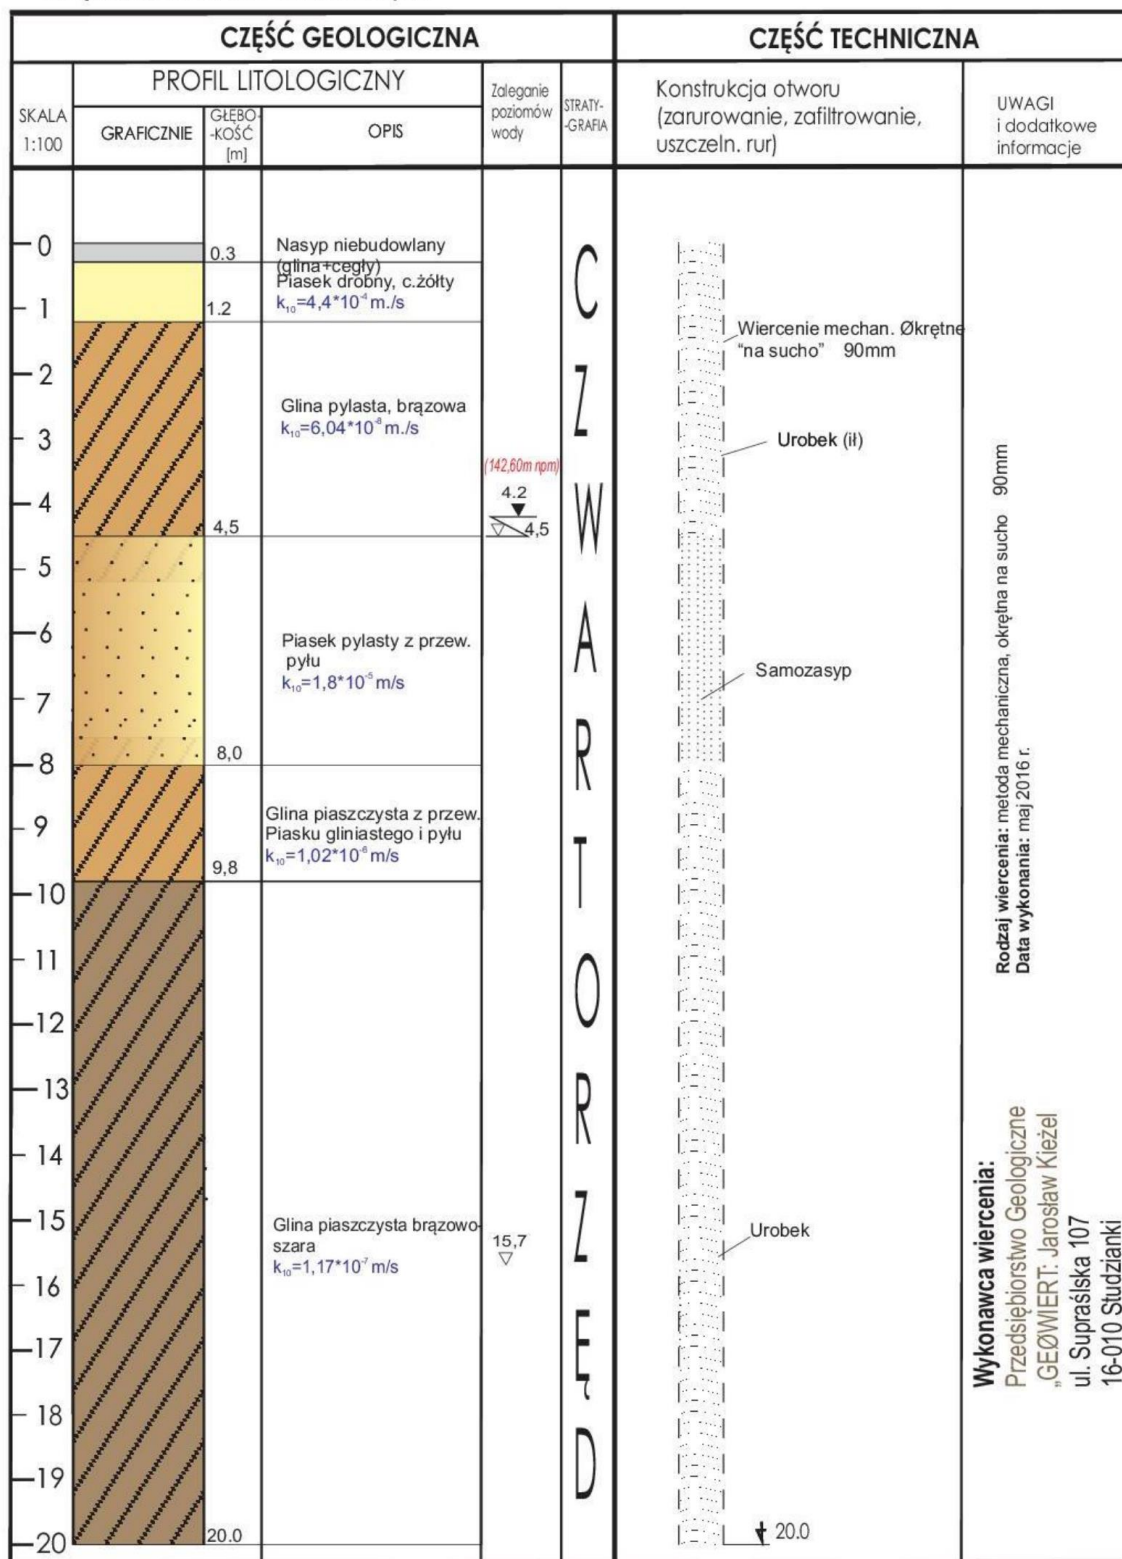 CZĘŚĆ GEOLOGICZNA
CZĘŚĆ TECHNICZNA
SKALA
1:100
PROFIL LITOLOGICZNY
GRAFICZNIE
GŁĘBO-
-KOŚĆ
[m]
OPIS
Zaleganie
poziomów
wody
STRATY-
-GRAFIA
Konstrukcja otworu
(zarurowanie, zafiltrowanie,
uszczeln. rur)
UWAGI
i dodatkowe
informacje
0
1
2
3
4
5
6
7
8
9
10
11
12
13
14
15
16
17
18
19
20
0.3
1.2
4,5
8,0
9,8
20.0
Nasyp niebudowlany
(glina+cegły)
Piasek drobny, c.żółty
k₁₀=4,4*10⁻⁴ m./s
Glina pylasta, brązowa
k₁₀=6,04*10⁻⁸ m./s
Piasek pylasty z przew.
pyłu
k₁₀=1,8*10⁻⁵ m/s
Glina piaszczysta z przew.
Piasku gliniastego i pyłu
k₁₀=1,02*10⁻⁶ m/s
Glina piaszczysta brązowo-
szara
k₁₀=1,17*10⁻⁷ m/s
(142,60m npm)
4.2
4,5
15,7
C
Z
W
A
R
T
O
R
Z
Ę
D
Wiercenie mechan. Økrętne
"na sucho" 90mm
Urobek (ił)
Samozasyp
Urobek
20.0
Rodzaj wiercenia: metoda mechaniczna, okrętna na sucho 90mm
Data wykonania: maj 2016 r.
Wykonawca wiercenia:
Przedsiębiorstwo Geologiczne
„GEØWIERT: Jarosław Kieżel
ul. Supraślska 107
16-010 Studzianki